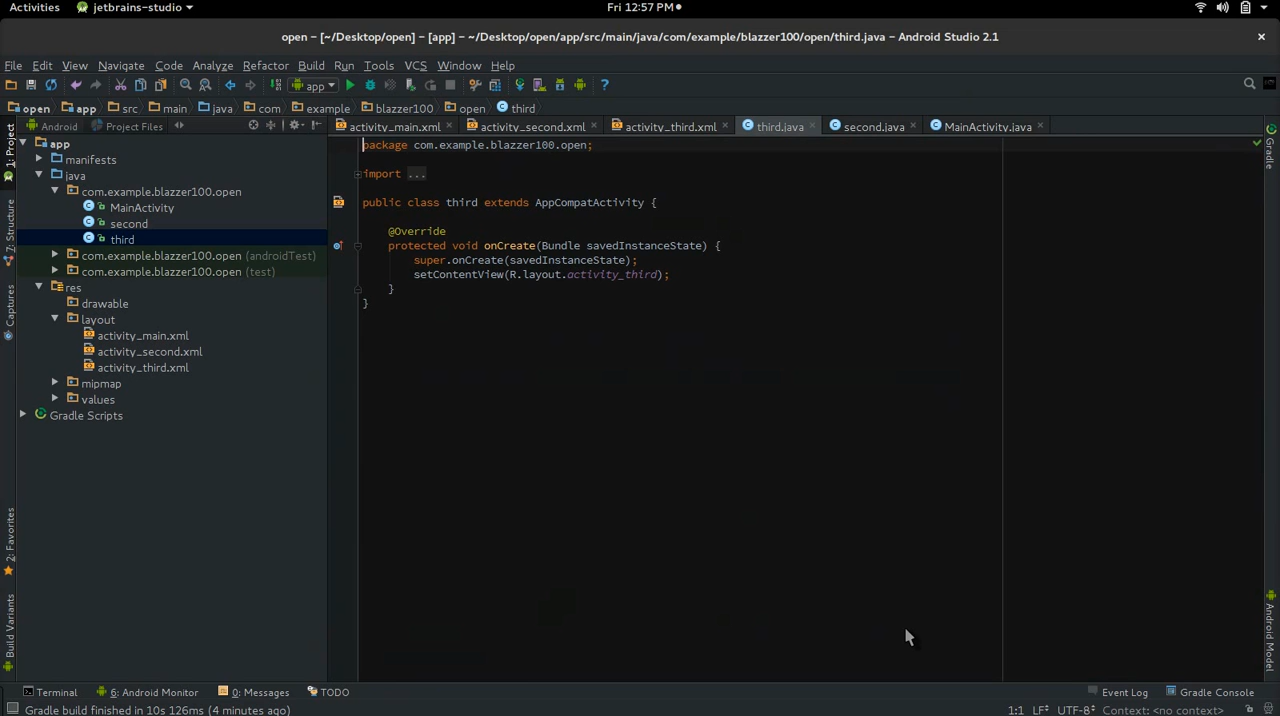 Activities jetbrains-studio Fri 12:57 PM
open – [~/Desktop/open] – [app] – ~/Desktop/open/app/src/main/java/com/example/blazzer100/open/third.java – Android Studio 2.1
File Edit View Navigate Code Analyze Refactor Build Run Tools VCS Window Help
app
open app src main java com example blazzer100 open third
Android Project Files activity_main.xml activity_second.xml activity_third.xml third.java second.java MainActivity.java
app
manifests
java
com.example.blazzer100.open
MainActivity
second
third
com.example.blazzer100.open (androidTest)
com.example.blazzer100.open (test)
res
drawable
layout
activity_main.xml
activity_second.xml
activity_third.xml
mipmap
values
Gradle Scripts
package com.example.blazzer100.open;
import ...
public class third extends AppCompatActivity {
@Override
protected void onCreate(Bundle savedInstanceState) {
super.onCreate(savedInstanceState);
setContentView(R.layout.activity_third);
}
}
1: Project
7: Structure
Captures
2: Favorites
Build Variants
Gradle
Android Model
Terminal 6: Android Monitor 0: Messages TODO Event Log Gradle Console
Gradle build finished in 10s 126ms (4 minutes ago) 1:1 LF UTF-8 Context: <no context>